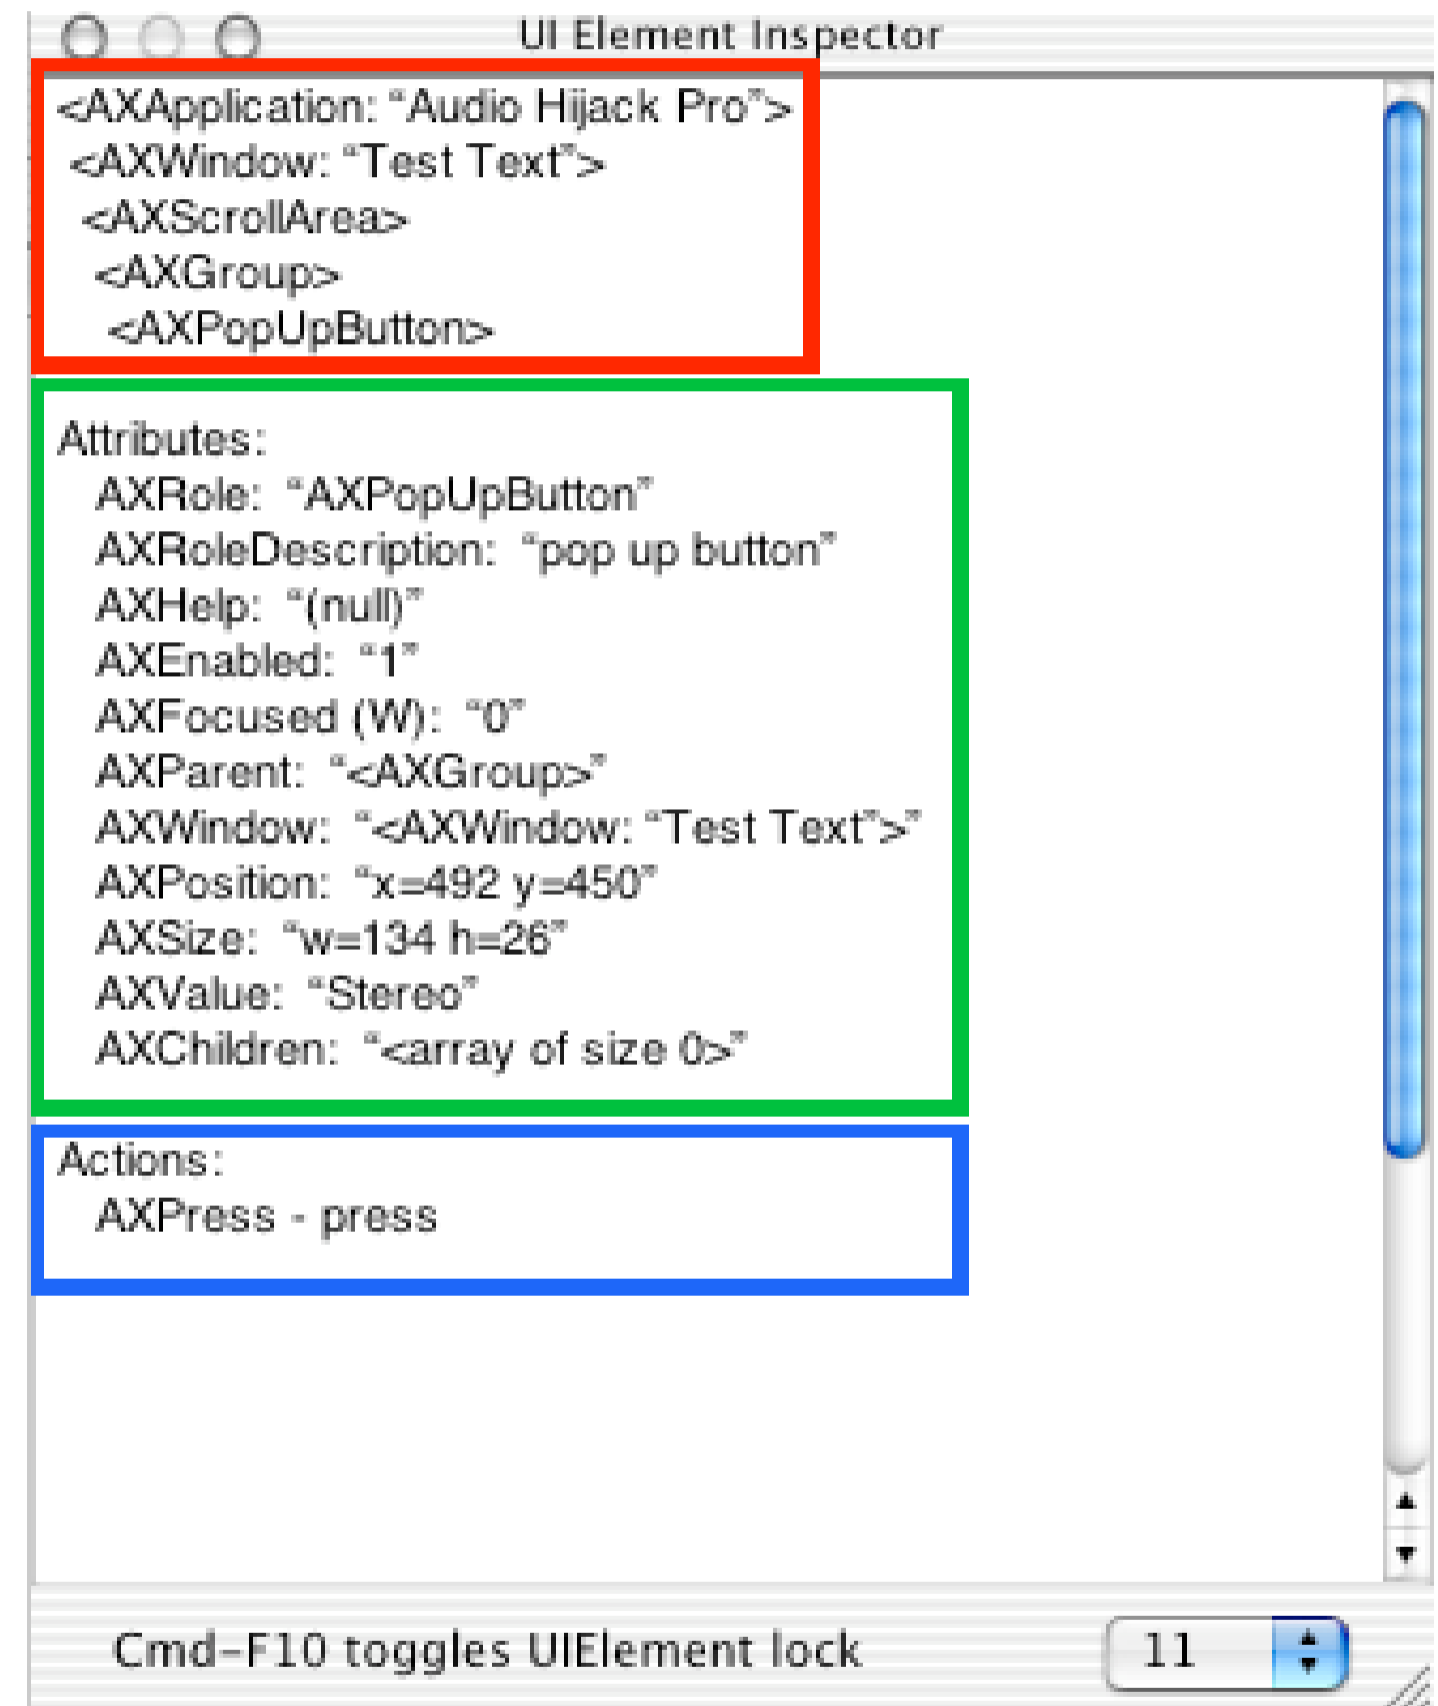 UI Element Inspector
<AXApplication: “Audio Hijack Pro”>
<AXWindow: “Test Text”>
<AXScrollArea>
<AXGroup>
<AXPopUpButton>
Attributes:
AXRole: “AXPopUpButton”
AXRoleDescription: “pop up button”
AXHelp: “(null)”
AXEnabled: “1”
AXFocused (W): “0”
AXParent: “<AXGroup>”
AXWindow: “<AXWindow: “Test Text”>”
AXPosition: “x=492 y=450”
AXSize: “w=134 h=26”
AXValue: “Stereo”
AXChildren: “<array of size 0>”
Actions:
AXPress - press
Cmd-F10 toggles UIElement lock
11